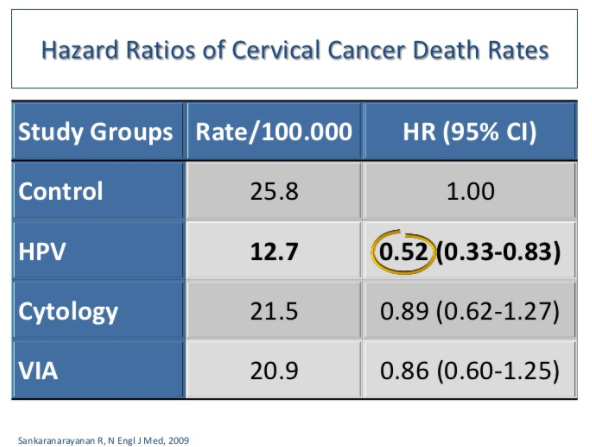 Hazard Ratios of Cervical Cancer Death Rates
Study Groups Rate/100.000 HR (95% CI)
Control 25.8 1.00
HPV 12.7 0.52 (0.33-0.83)
Cytology 21.5 0.89 (0.62-1.27)
VIA 20.9 0.86 (0.60-1.25)
Sankaranarayanan R, N Engl J Med, 2009